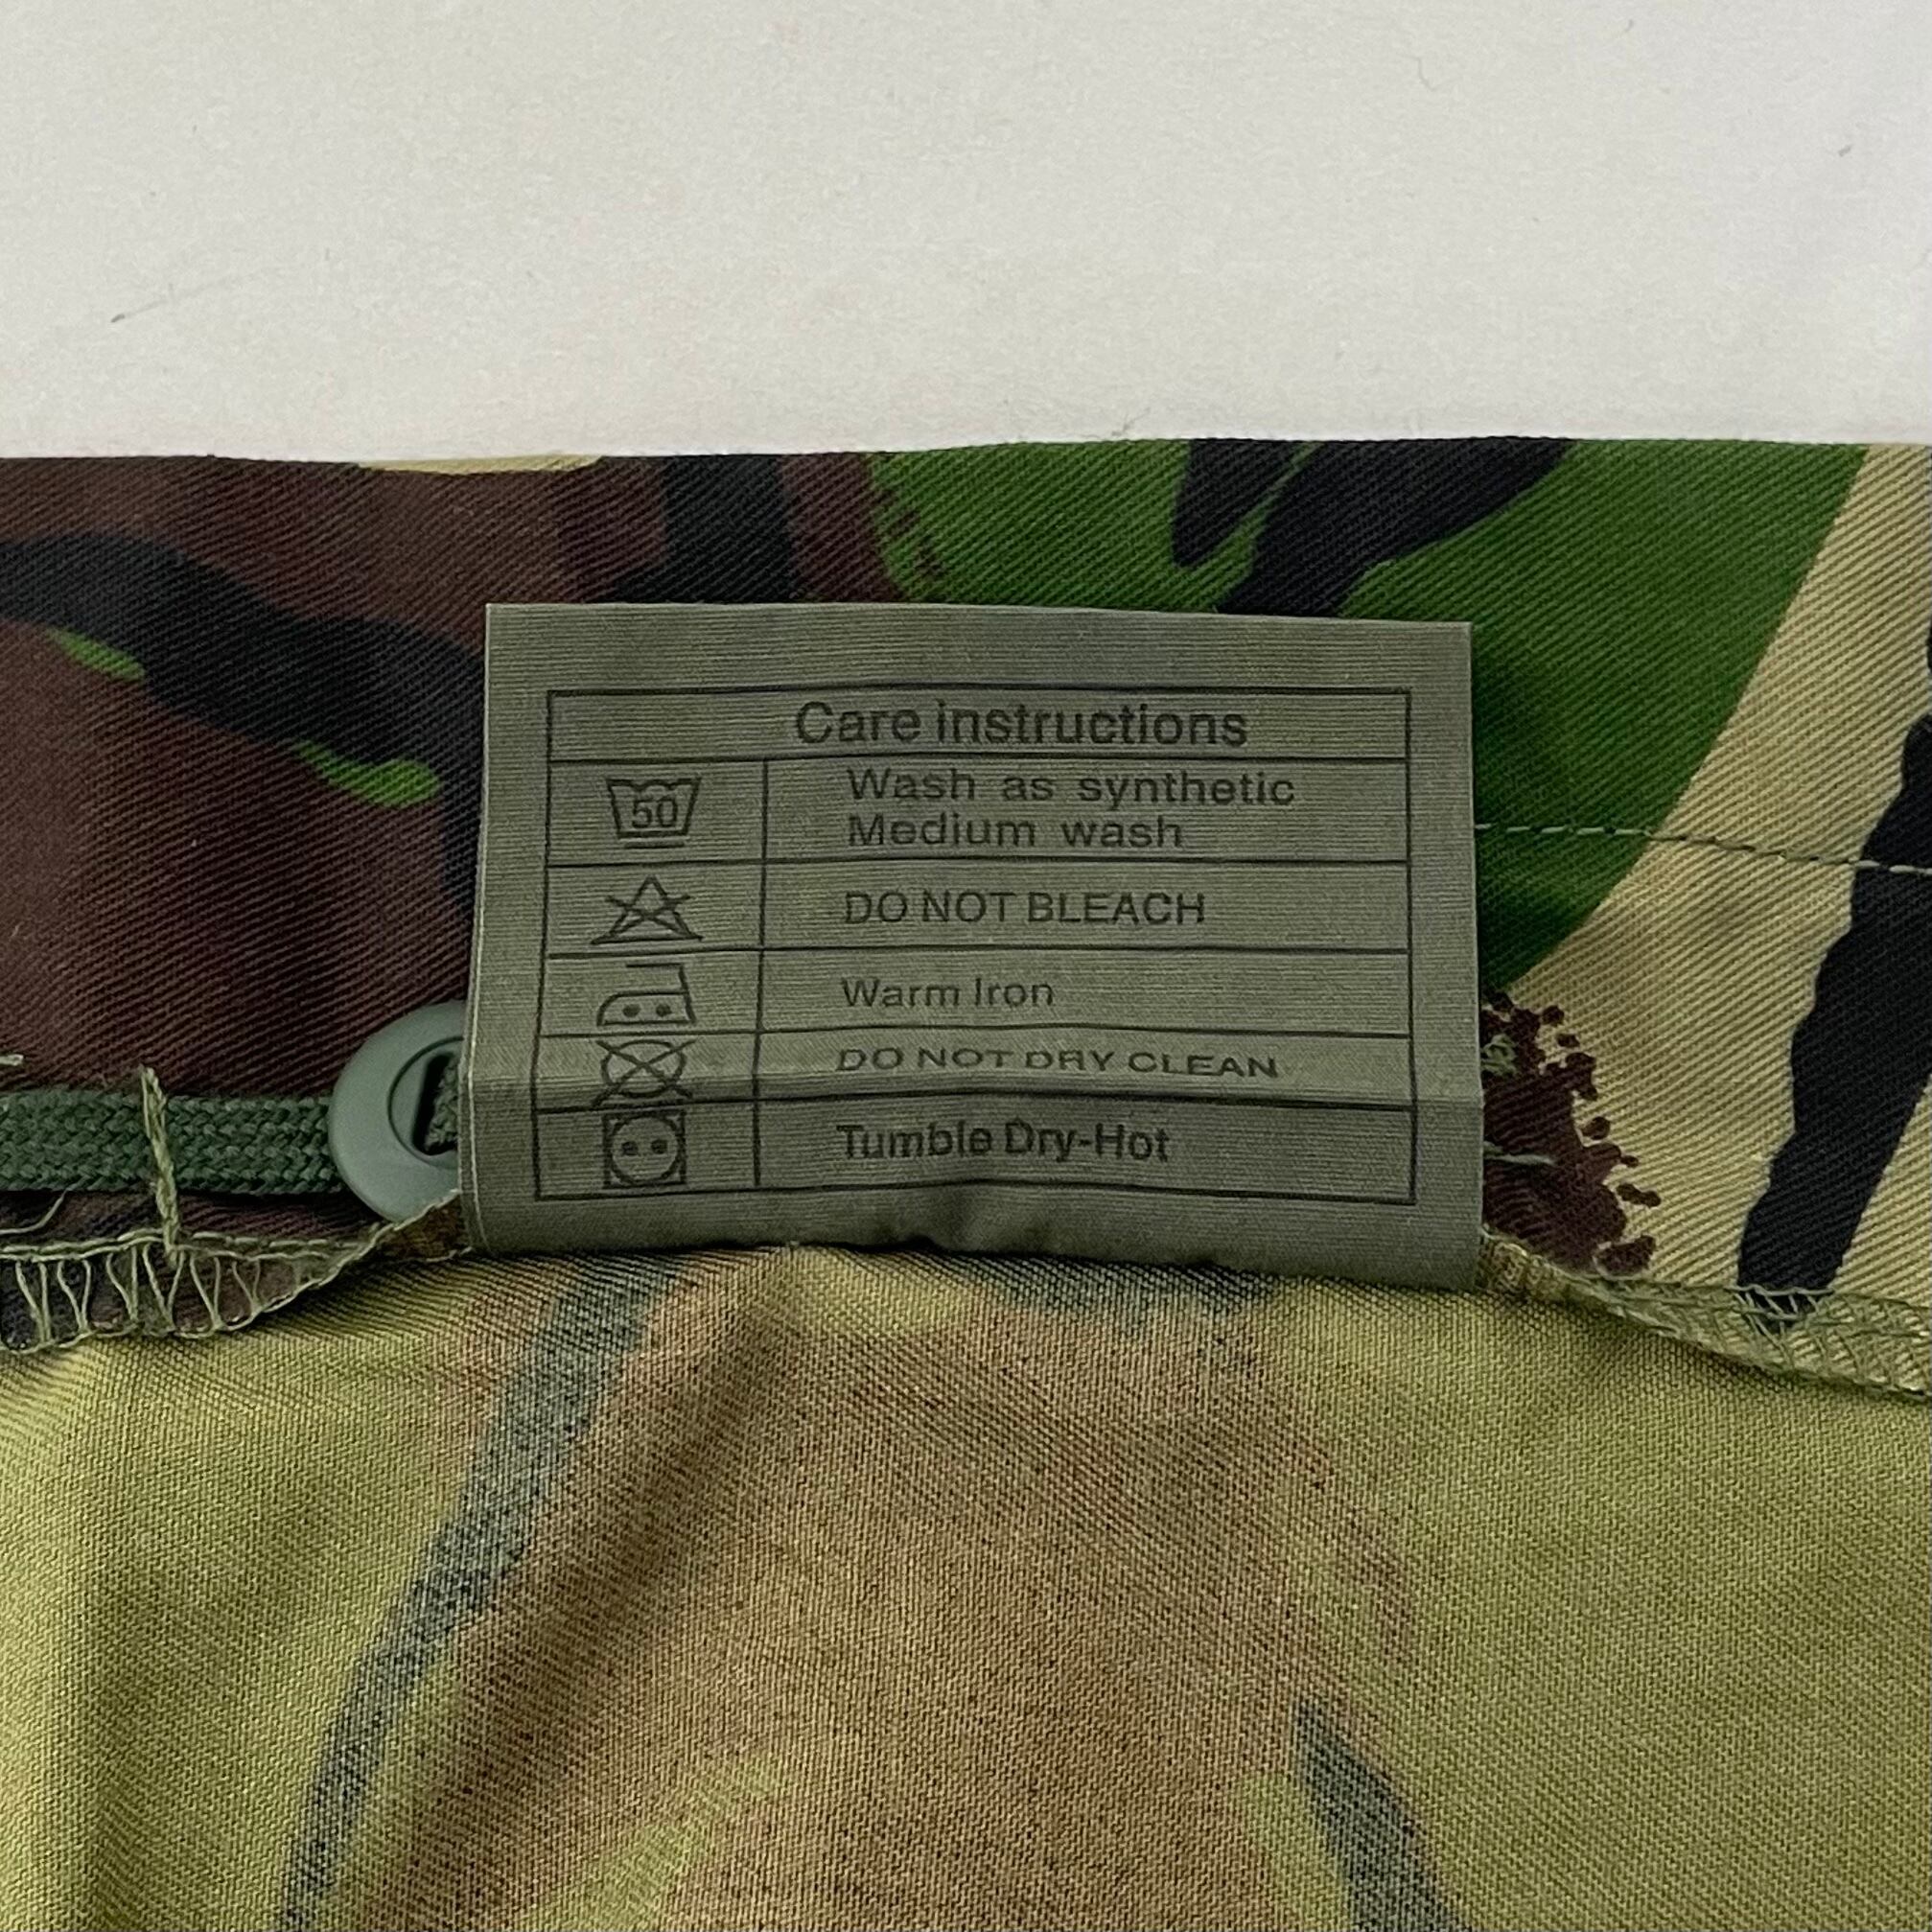 Care instructions
50
Wash as synthetic
Medium wash
DO NOT BLEACH
Warm Iron
DO NOT DRY CLEAN
Tumble Dry-Hot